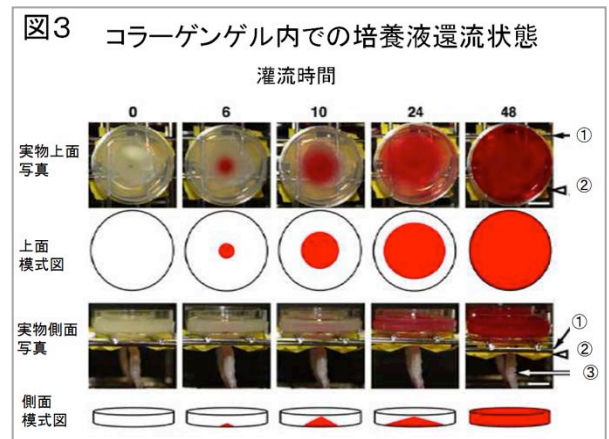 図3 コラーゲンゲル内での培養液還流状態
灌流時間
0 6 10 24 48
実物上面
写真
①
②
上面
模式図
実物側面
写真
①
②
③
側面
模式図